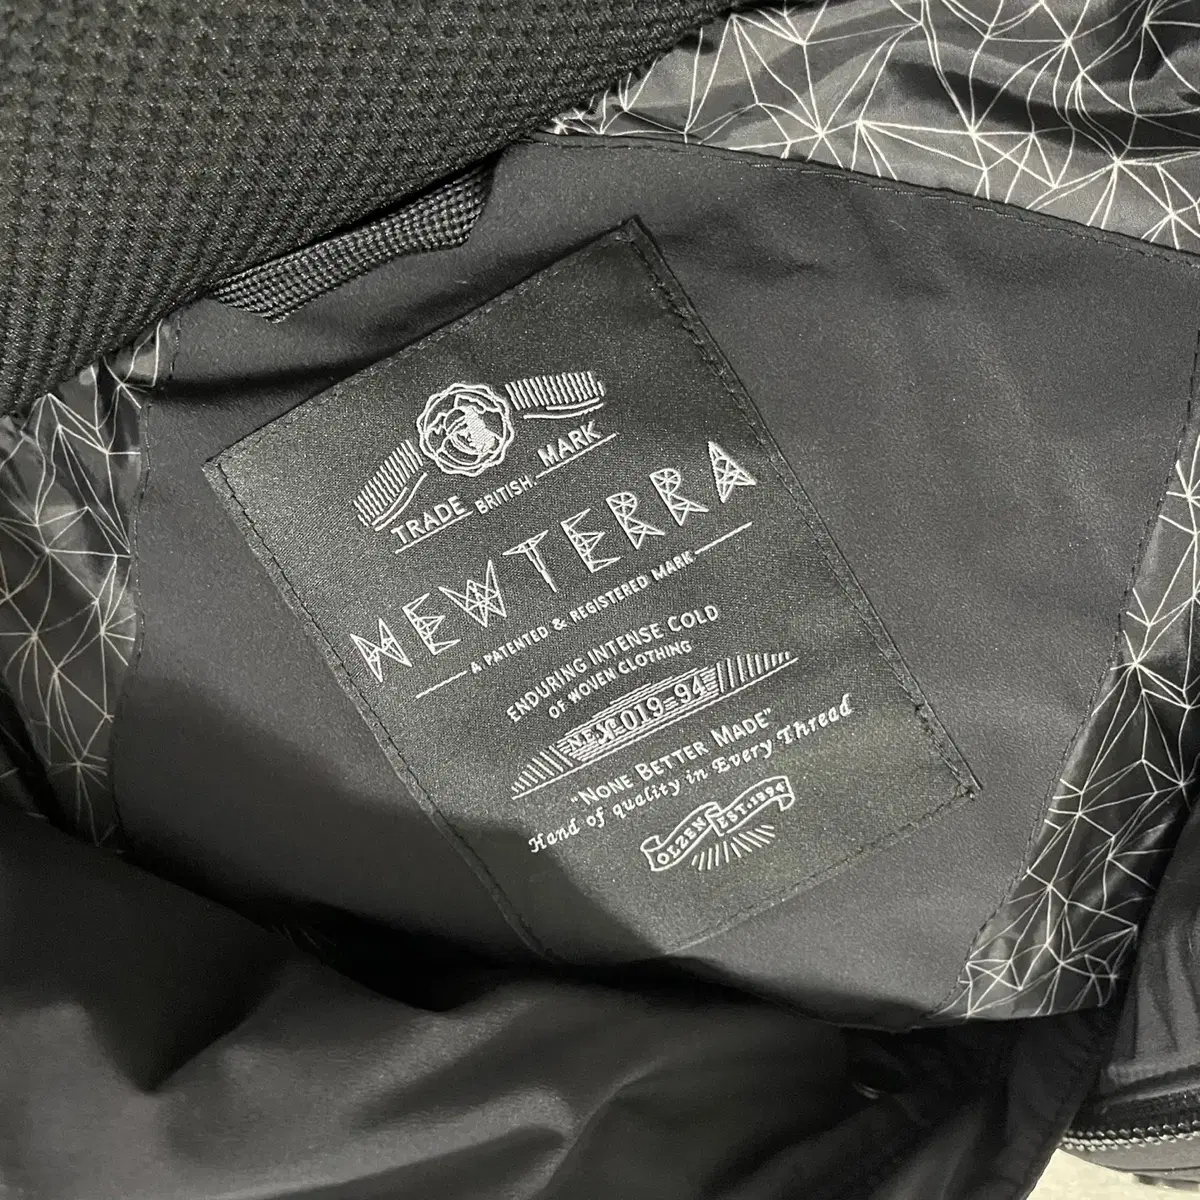 TRADE BRITISH. MARK
NEWTERRA
A PATENTED & REGISTERED MARK
ENDURING INTENSE COLD
OF WOVEN CLOTHING
019-94
"NONE BETTER MADE"
Hand of quality in Every Thread
OLZEN EST.1994